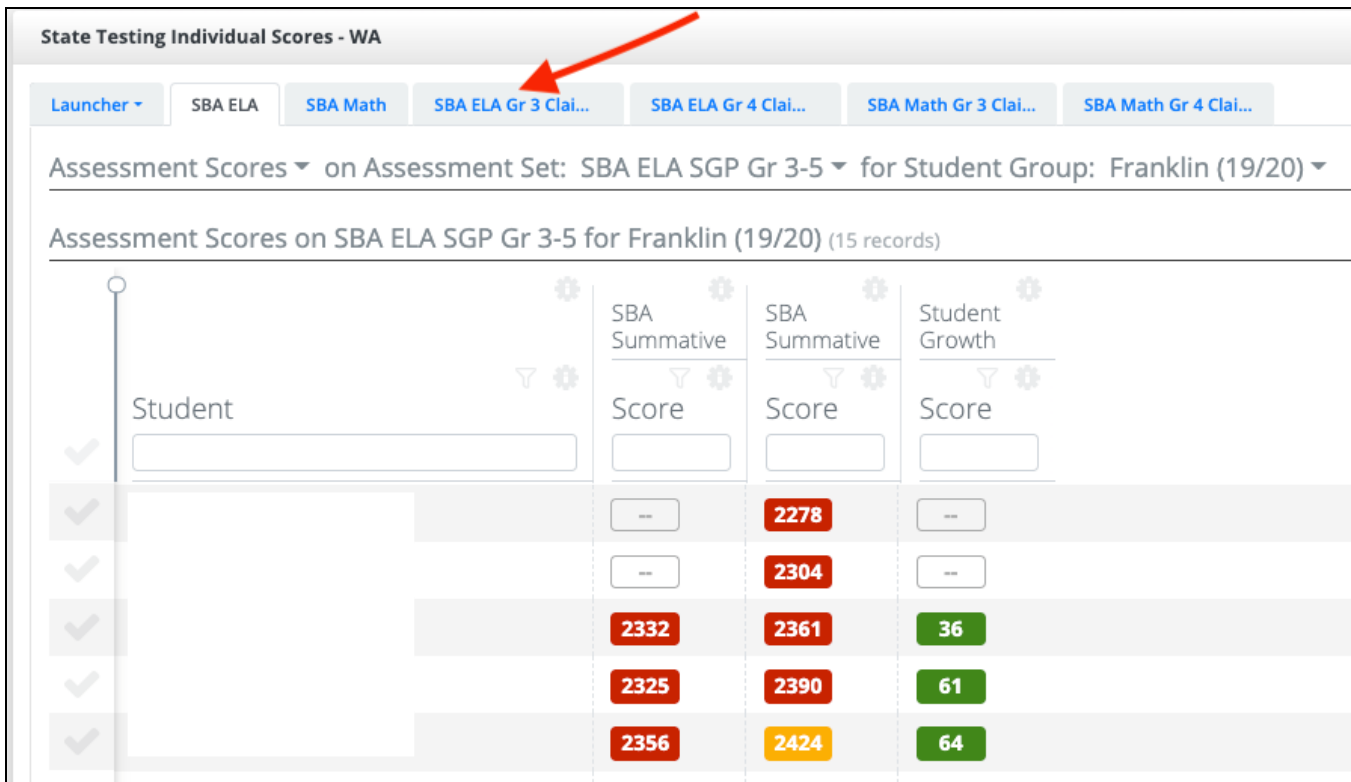 State Testing Individual Scores - WA
Launcher SBA ELA SBA Math SBA ELA Gr 3 Clai... SBA ELA Gr 4 Clai... SBA Math Gr 3 Clai... SBA Math Gr 4 Clai...
Assessment Scores on Assessment Set: SBA ELA SGP Gr 3-5 for Student Group: Franklin (19/20)
Assessment Scores on SBA ELA SGP Gr 3-5 for Franklin (19/20) (15 records)
SBA Summative SBA Summative Student Growth
Student Score Score Score
-- 2278 --
-- 2304 --
2332 2361 36
2325 2390 61
2356 2424 64